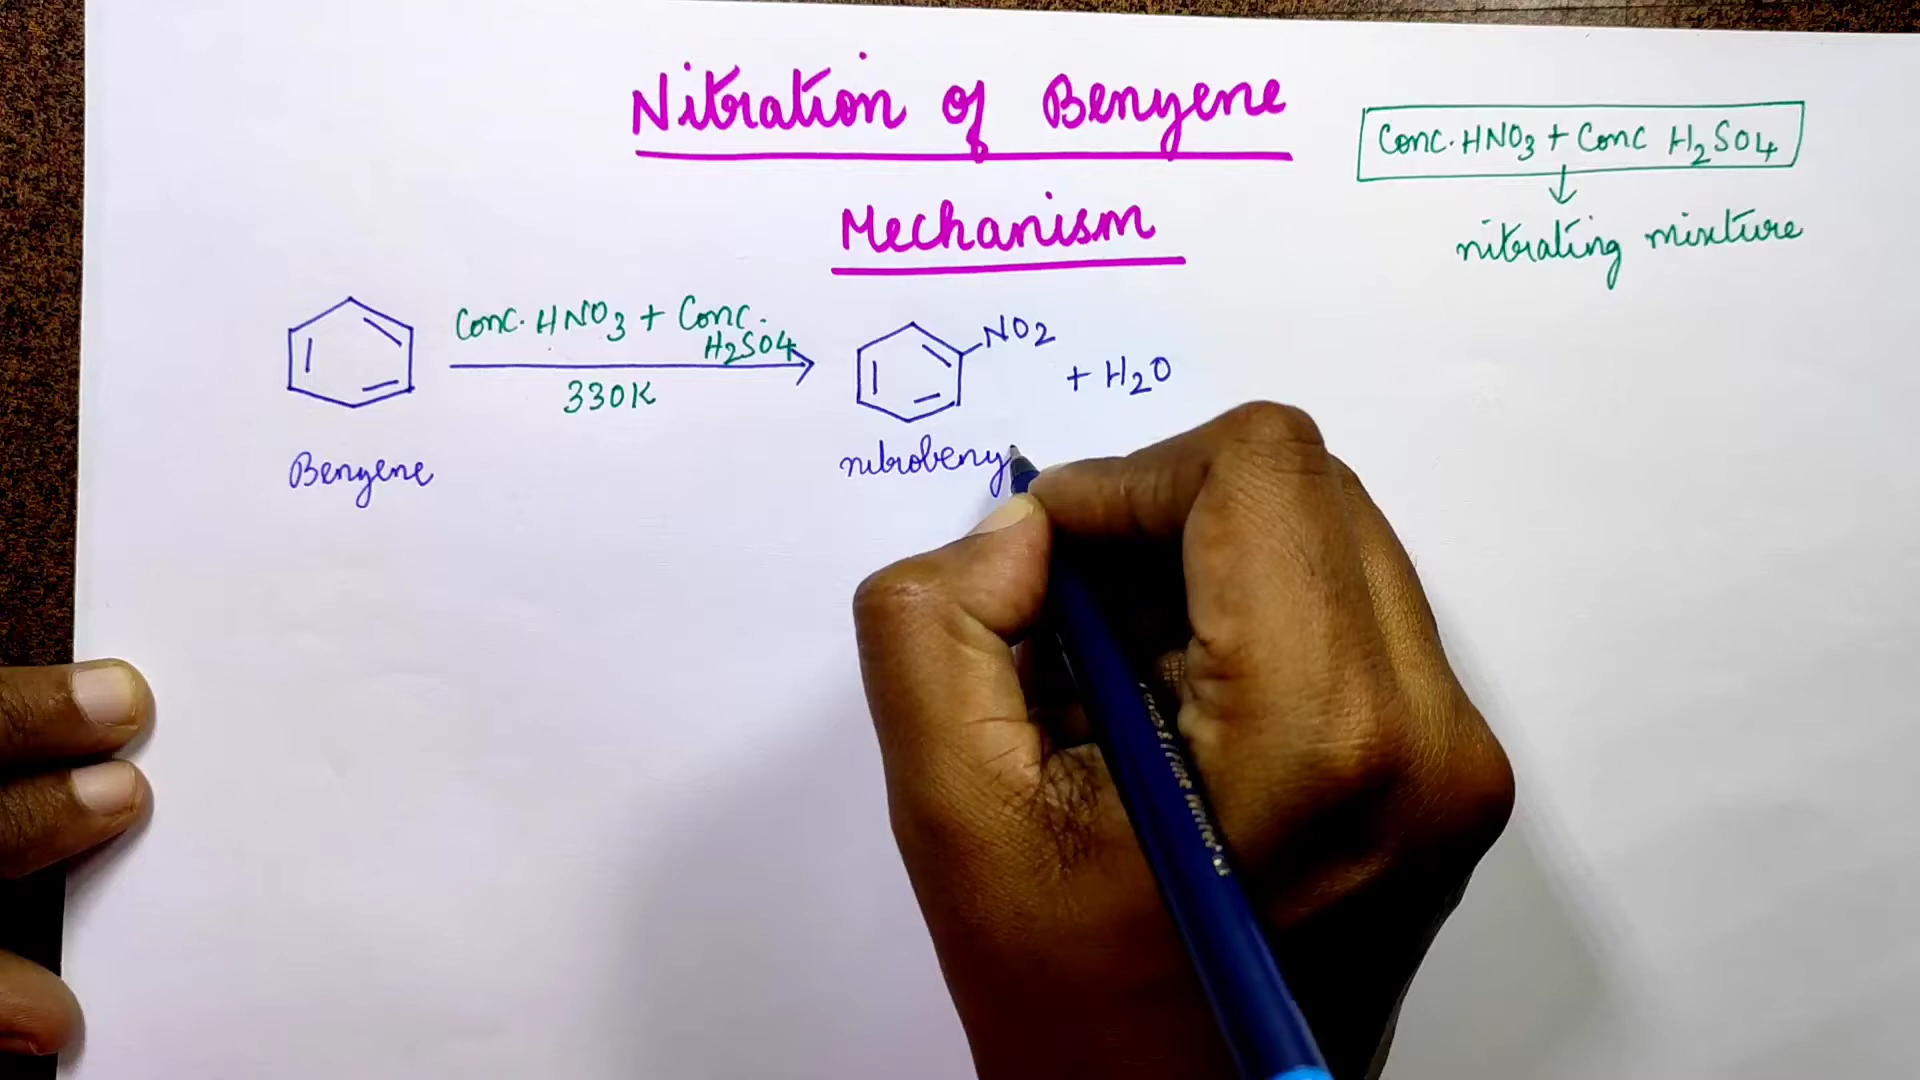 Nitration of Benzene
Mechanism
Conc. HNO3 + Conc H2SO4
↓
nitrating mixture
Conc. HNO3 + Conc.
H2SO4
330K
NO2
+ H2O
Benzene
nitrobenz